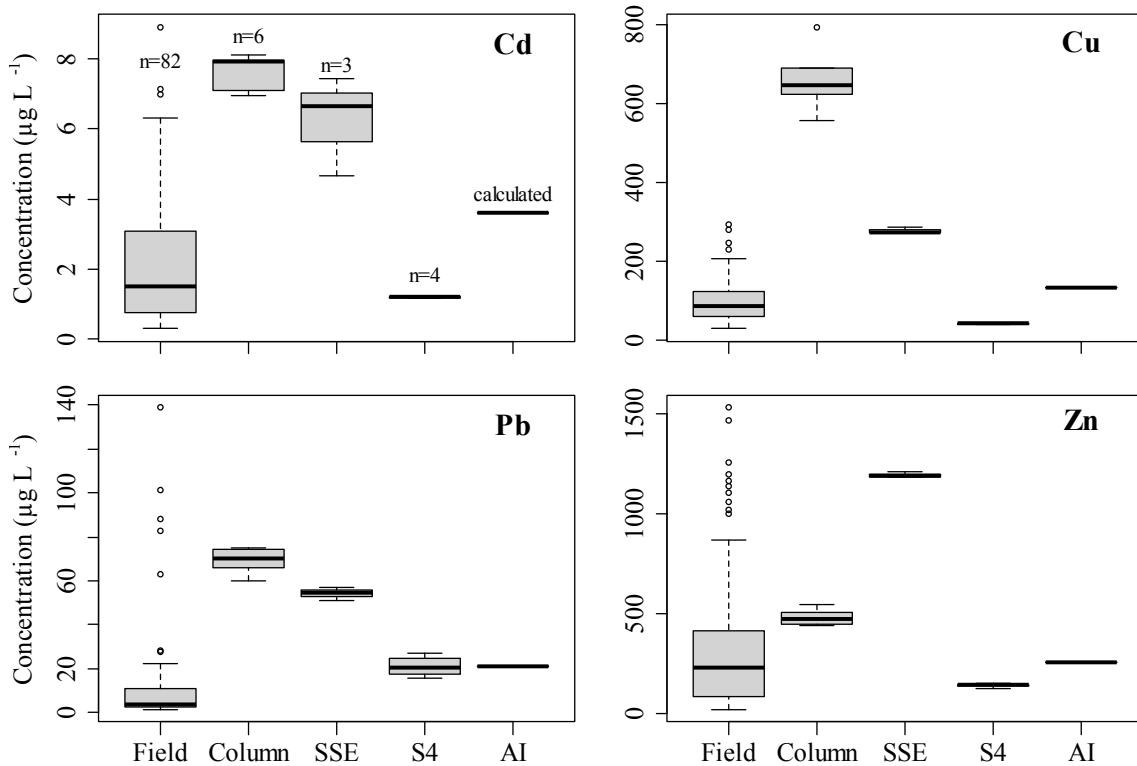 Cd
n=82
n=6
n=3
n=4
calculated
Concentration (µg L ⁻¹)
0 2 4 6 8
Cu
0 200 400 600 800
Pb
Concentration (µg L ⁻¹)
0 20 60 100 140
Field Column SSE S4 AI
Zn
0 500 1000 1500
Field Column SSE S4 AI